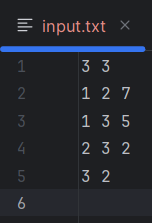 input.txt
1 3 3
2 1 2 7
3 1 3 5
4 2 3 2
5 3 2
6